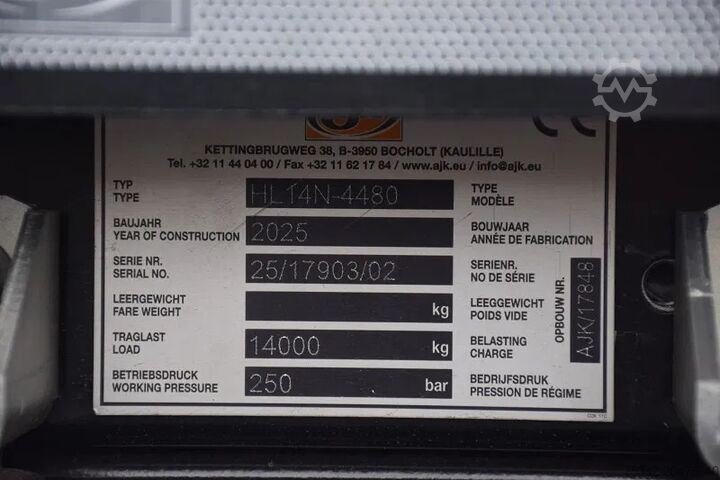 KETTINGBRUGWEG 38, B-3950 BOCHOLT (KAULILLE)
Tel. +32 11 44 04 00 / Fax +32 11 62 17 84 / www.ajk.eu / info@ajk.eu
TYP
TYPE
HL14N-4480
TYPE
MODÈLE
BAUJAHR
YEAR OF CONSTRUCTION
2025
BOUWJAAR
ANNÉE DE FABRICATION
SERIE NR.
SERIAL NO.
25/17903/02
SERIENR.
NO DE SÉRIE
LEERGEWICHT
FARE WEIGHT
kg
LEEGGEWICHT
POIDS VIDE
TRAGLAST
LOAD
14000 kg
BELASTING
CHARGE
BETRIEBSDRUCK
WORKING PRESSURE
250 bar
BEDRIJFSDRUK
PRESSION DE RÉGIME
OPBOUW NR.
AJK/17848